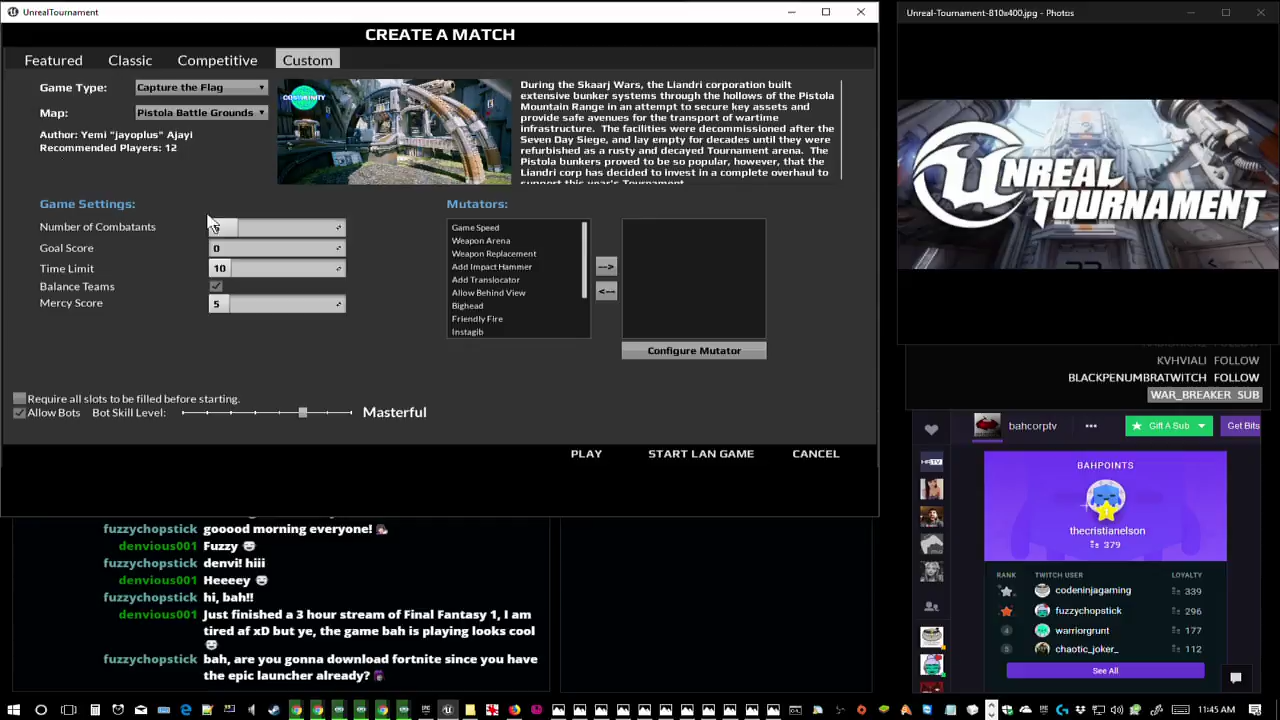 UnrealTournament
CREATE A MATCH
Featured
Classic
Competitive
Custom
Game Type:
Capture the Flag
Map:
Pistola Battle Grounds
Author: Yemi "jayoplus" Ajayi
Recommended Players: 12
COMMUNITY
During the Skaarj Wars, the Liandri corporation built
extensive bunker systems through the hollows of the Pistola
Mountain Range in an attempt to secure key assets and
provide safe avenues for the transport of wartime
infrastructure. The facilities were decommissioned after the
Seven Day Siege, and lay empty for decades until they were
refurbished as a rusty and decayed Tournament arena. The
Pistola bunkers proved to be so popular, however, that the
Liandri corp has decided to invest in a complete overhaul to
support this year's Tournament.
Game Settings:
Number of Combatants
Goal Score
0
Time Limit
10
Balance Teams
Mercy Score
5
Mutators:
Game Speed
Weapon Arena
Weapon Replacement
Add Impact Hammer
Add Translocator
Allow Behind View
Bighead
Friendly Fire
Instagib
-->
<--
Configure Mutator
Require all slots to be filled before starting.
Allow Bots
Bot Skill Level:
Masterful
PLAY
START LAN GAME
CANCEL
fuzzychopstick gooood morning everyone!
denvious001 Fuzzy
fuzzychopstick denvi! hiii
denvious001 Heeeey
fuzzychopstick hi, bah!!
denvious001 Just finished a 3 hour stream of Final Fantasy 1, I am
tired af xD but ye, the game bah is playing looks cool
fuzzychopstick bah, are you gonna download fortnite since you have
the epic launcher already?
Unreal-Tournament-810x400.jpg - Photos
UNREAL
TOURNAMENT
KVHVIALI FOLLOW
BLACKPENUMBRATWITCH FOLLOW
WAR_BREAKER SUB
bahcorptv
Gift A Sub
Get Bits
BAHPOINTS
1
thecristianelson
379
RANK
TWITCH USER
LOYALTY
codeninjagaming
339
fuzzychopstick
296
4
warriorgrunt
177
5
chaotic_joker_
112
See All
11:45 AM